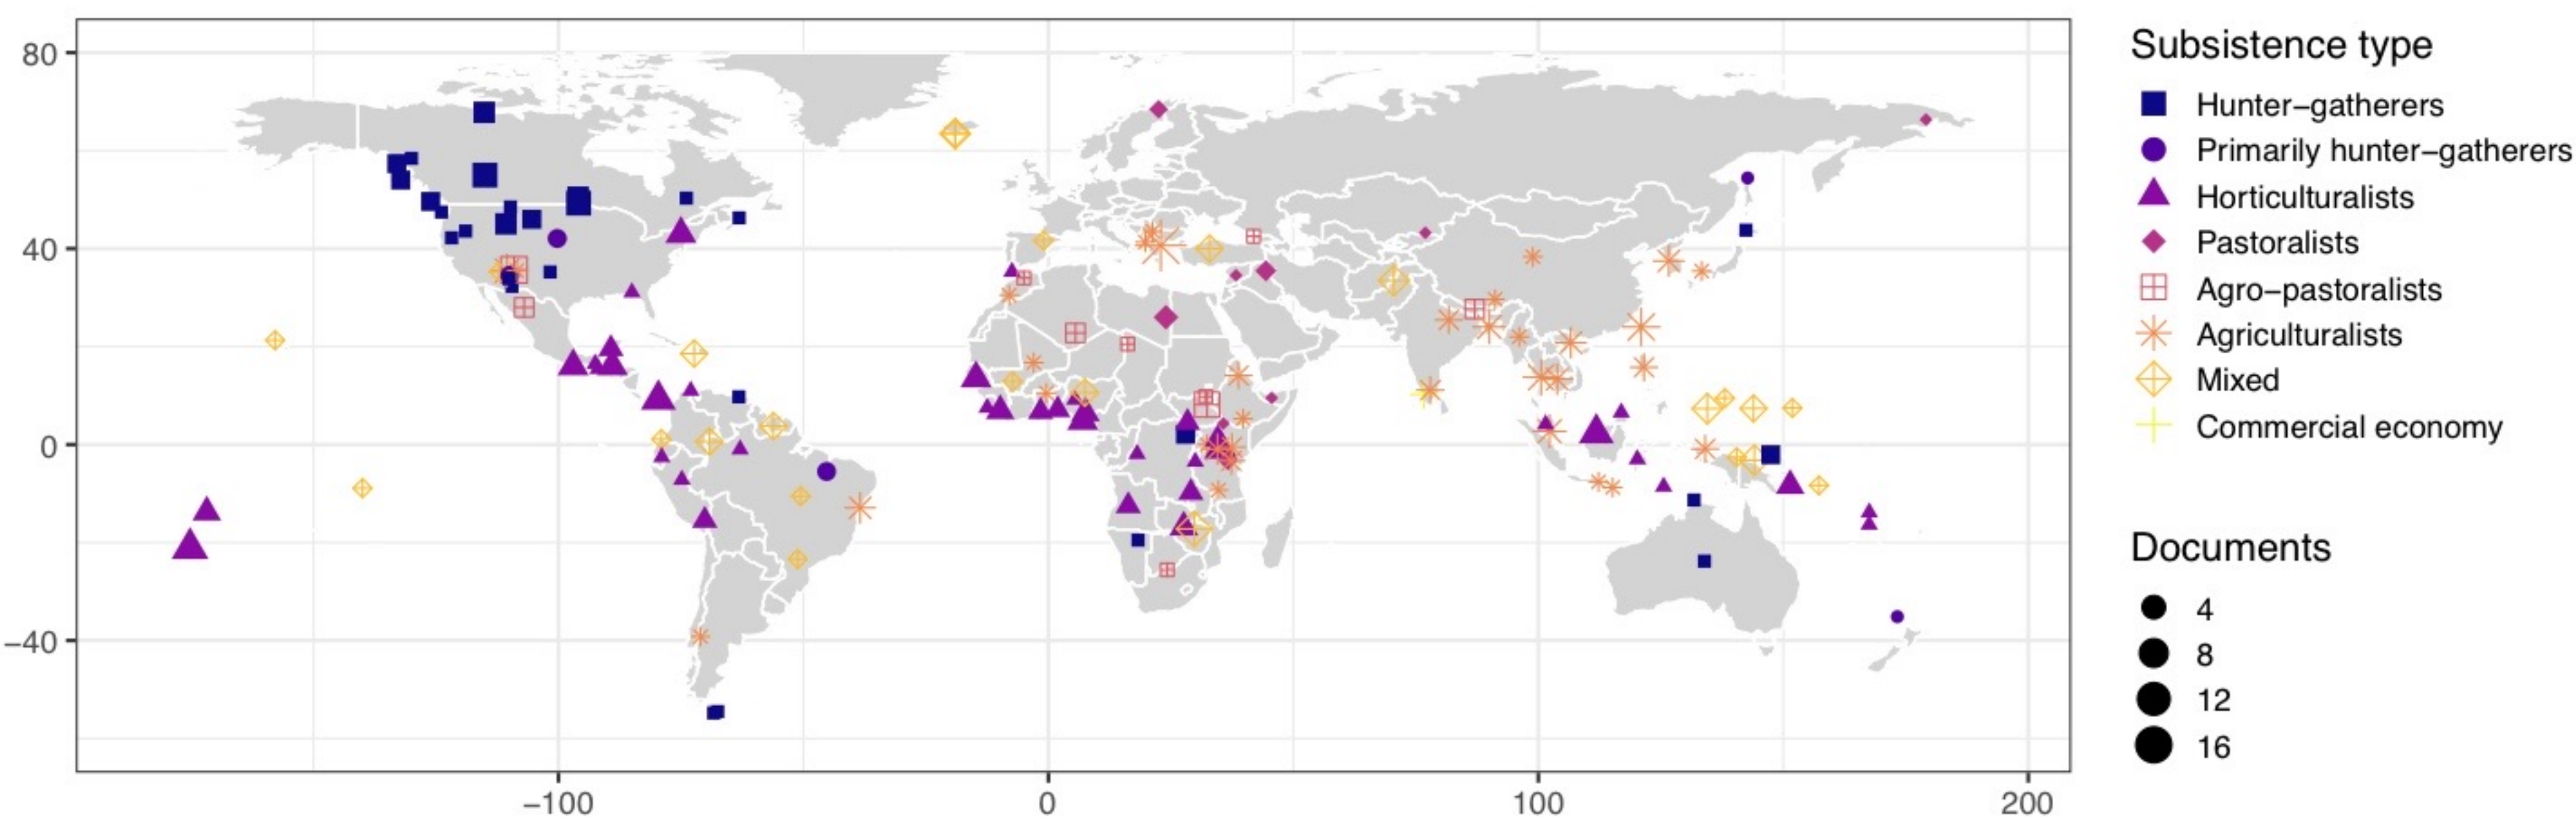 80
40
0
−40
−100
0
100
200
Subsistence type
Hunter−gatherers
Primarily hunter−gatherers
Horticulturalists
Pastoralists
Agro−pastoralists
Agriculturalists
Mixed
Commercial economy
Documents
4
8
12
16